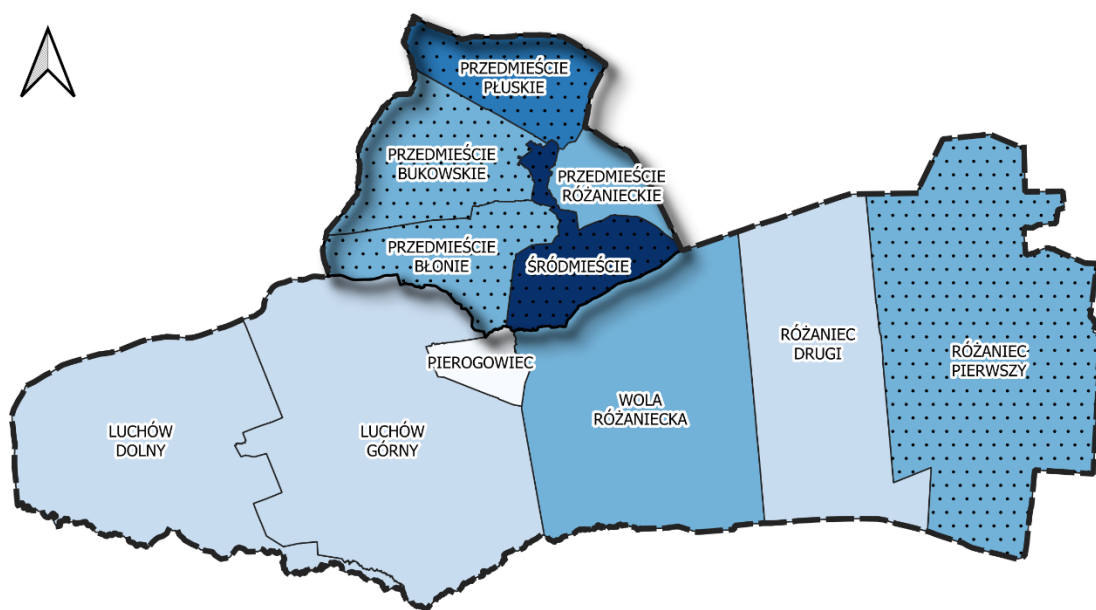 PRZEDMIEŚCIE
PŁUSKIE
PRZEDMIEŚCIE
BUKOWSKIE
PRZEDMIEŚCIE
RÓŻANIECKIE
PRZEDMIEŚCIE
BŁONIE
ŚRÓDMIEŚCIE
PIEROGOWIEC
RÓŻANIEC
DRUGI
RÓŻANIEC
PIERWSZY
WOLA
RÓŻANIECKA
LUCHÓW
DOLNY
LUCHÓW
GÓRNY